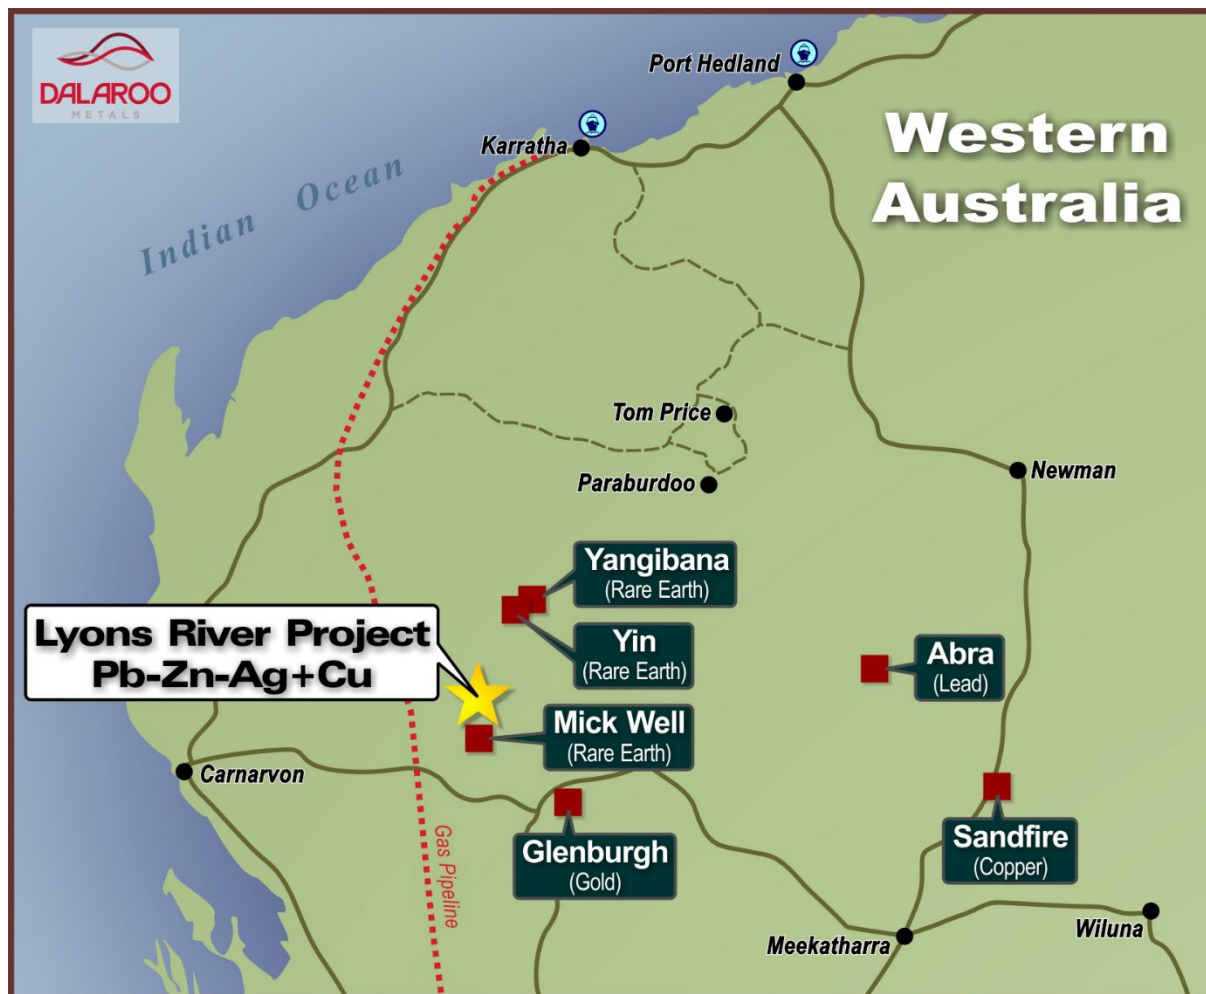 DALAROO
METALS
Port Hedland
Karratha
Western
Australia
Indian Ocean
Tom Price
Newman
Paraburdoo
Yangibana
(Rare Earth)
Lyons River Project
Pb-Zn-Ag+Cu
Yin
(Rare Earth)
Abra
(Lead)
Mick Well
(Rare Earth)
Carnarvon
Gas Pipeline
Glenburgh
(Gold)
Sandfire
(Copper)
Meekatharra
Wiluna